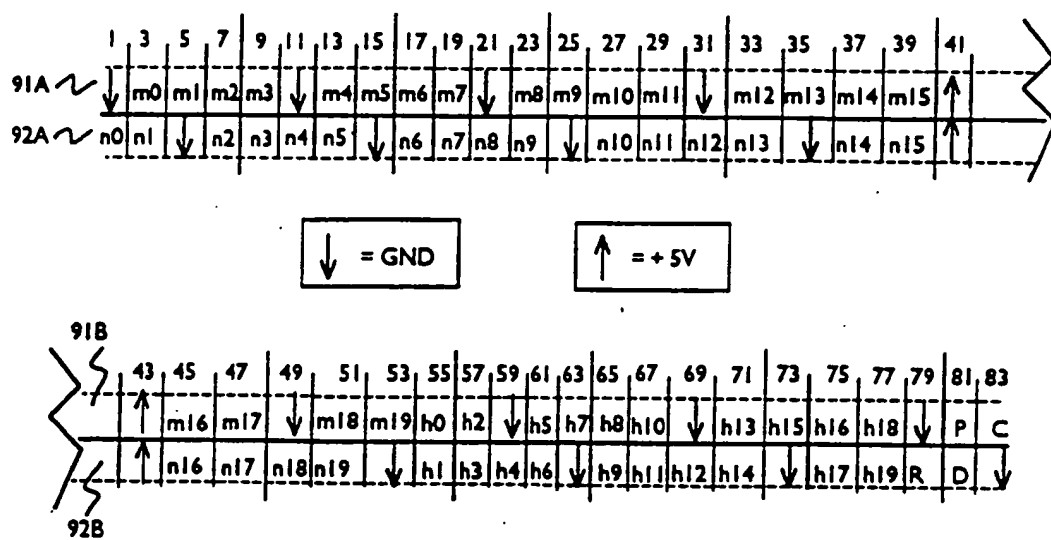 1 3 5 7 9 11 13 15 17 19 21 23 25 27 29 31 33 35 37 39 41
91A m0 m1 m2 m3 m4 m5 m6 m7 m8 m9 m10 m11 m12 m13 m14 m15
92A n0 n1 n2 n3 n4 n5 n6 n7 n8 n9 n10 n11 n12 n13 n14 n15
= GND = + 5V
91B
43 45 47 49 51 53 55 57 59 61 63 65 67 69 71 73 75 77 79 81 83
m16 m17 m18 m19 h0 h2 h5 h7 h8 h10 h13 h15 h16 h18 P C
n16 n17 n18 n19 h1 h3 h4 h6 h9 h11 h12 h14 h17 h19 R D
92B